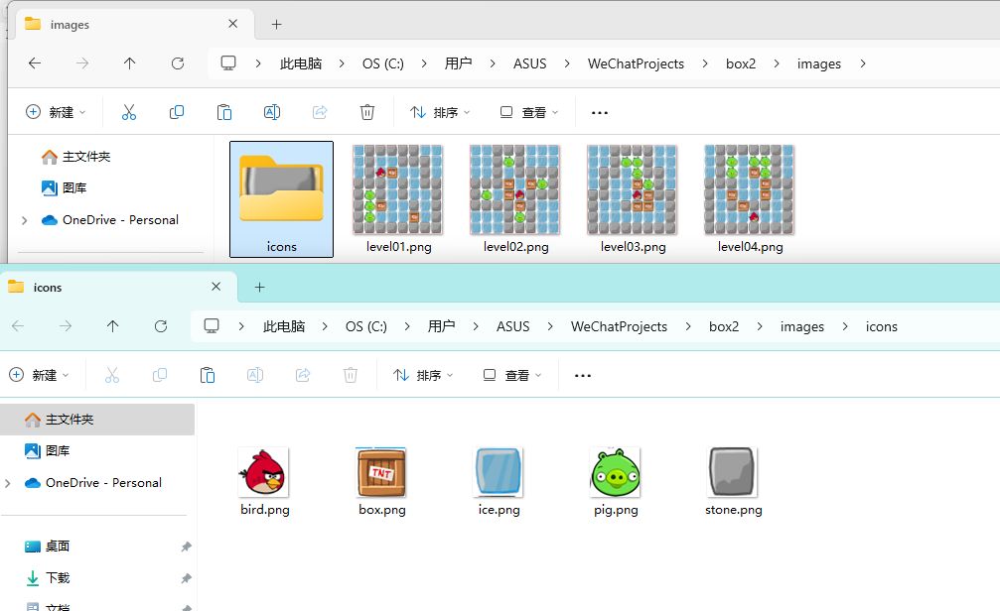 images
此电脑 OS (C:) 用户 ASUS WeChatProjects box2 images
新建 排序 查看
主文件夹
图库
OneDrive - Personal
icons level01.png level02.png level03.png level04.png
icons
此电脑 OS (C:) 用户 ASUS WeChatProjects box2 images icons
新建 排序 查看
主文件夹
图库
OneDrive - Personal
TNT
bird.png box.png ice.png pig.png stone.png
桌面
下载
文档